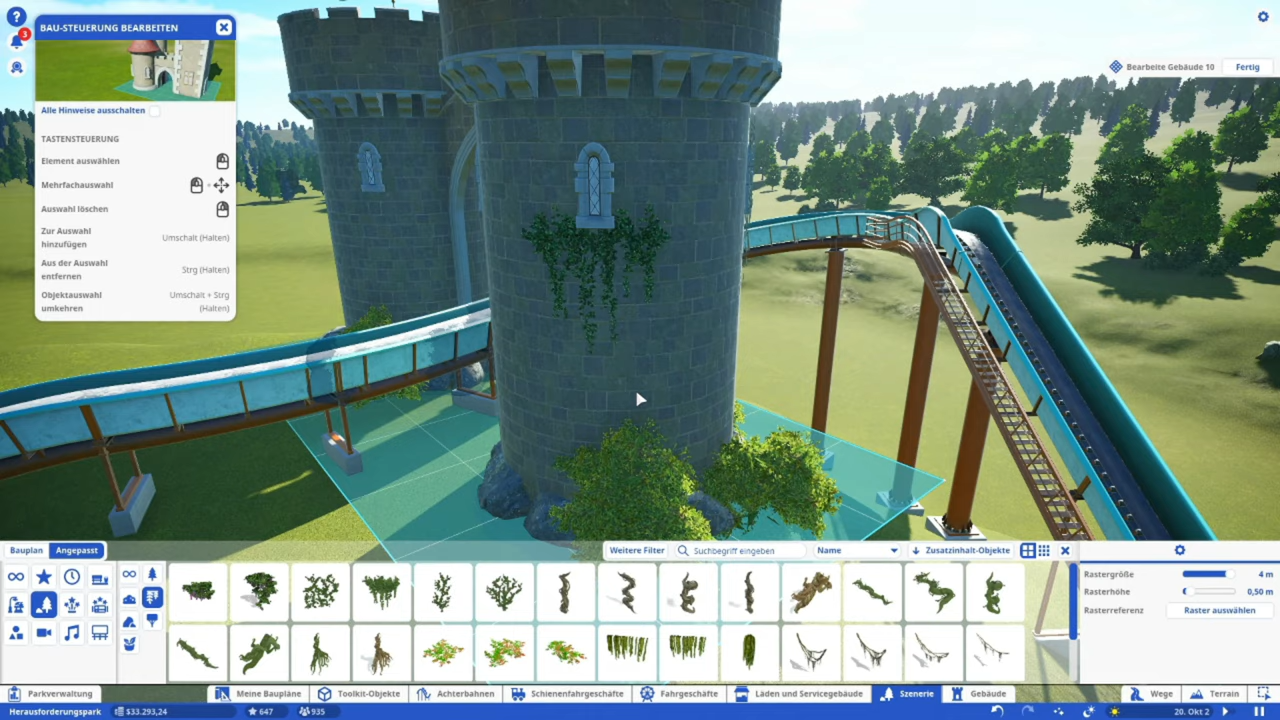 ?
3
BAU-STEUERUNG BEARBEITEN
Alle Hinweise ausschalten
TASTENSTEUERUNG
Element auswählen
Mehrfachauswahl
Auswahl löschen
Zur Auswahl
hinzufügen
Umschalt (Halten)
Aus der Auswahl
entfernen
Strg (Halten)
Objektauswahl
umkehren
Umschalt + Strg
(Halten)
Bearbeite Gebäude 10
Fertig
Bauplan
Angepasst
Weitere Filter
Suchbegriff eingeben
Name
Zusatzinhalt-Objekte
Rastergröße
4 m
Rasterhöhe
0,50 m
Rasterreferenz
Raster auswählen
Parkverwaltung
Meine Baupläne
Toolkit-Objekte
Achterbahnen
Schienenfahrgeschäfte
Fahrgeschäfte
Läden und Servicegebäude
Szenerie
Gebäude
Wege
Terrain
Herausforderungspark
$33.293,24
647
935
20. Okt 2